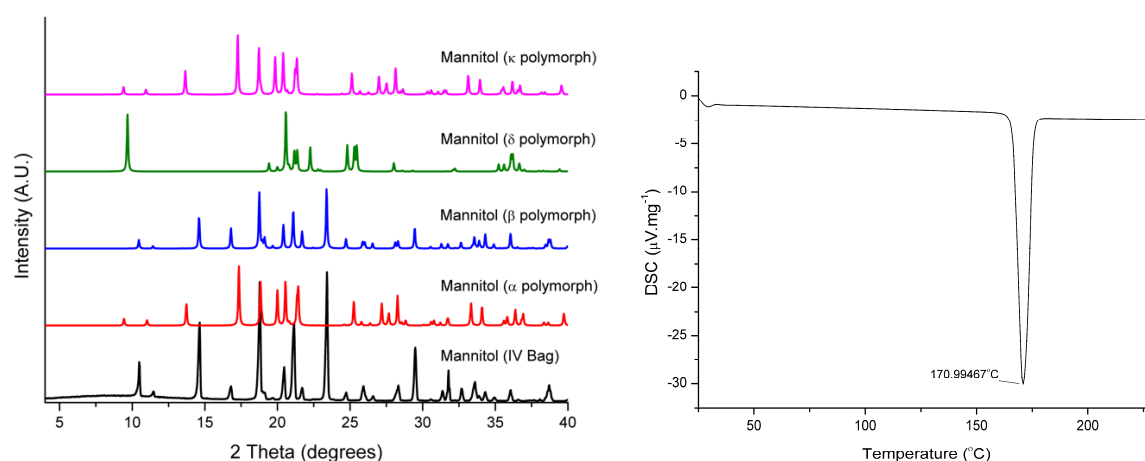 Mannitol (κ polymorph)
Mannitol (δ polymorph)
Mannitol (β polymorph)
Mannitol (α polymorph)
Mannitol (IV Bag)
Intensity (A.U.)
5 10 15 20 25 30 35 40
2 Theta (degrees)
0
-5
-10
-15
-20
-25
-30
DSC (μV.mg⁻¹)
170.99467°C
50 100 150 200
Temperature (°C)